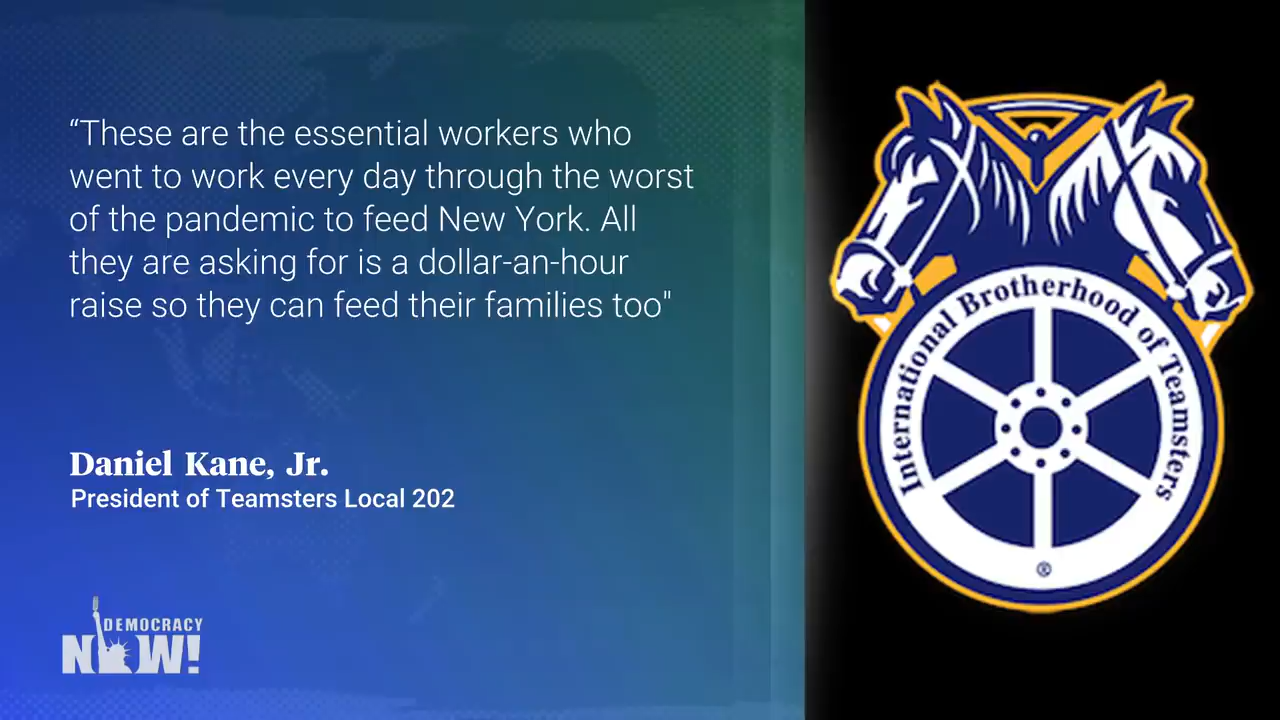 “These are the essential workers who
went to work every day through the worst
of the pandemic to feed New York. All
they are asking for is a dollar-an-hour
raise so they can feed their families too"
Daniel Kane, Jr.
President of Teamsters Local 202
DEMOCRACY
NOW!
International Brotherhood of Teamsters
®